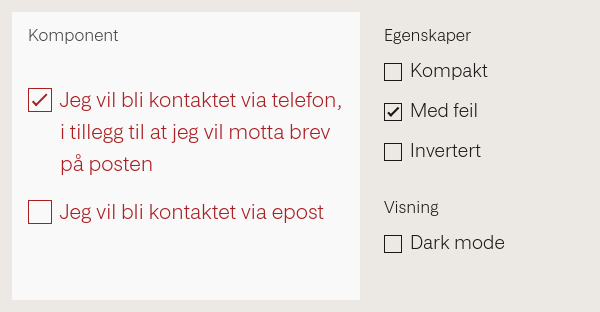 Komponent
Jeg vil bli kontaktet via telefon,
i tillegg til at jeg vil motta brev
på posten
Jeg vil bli kontaktet via epost
Egenskaper
Kompakt
Med feil
Invertert
Visning
Dark mode